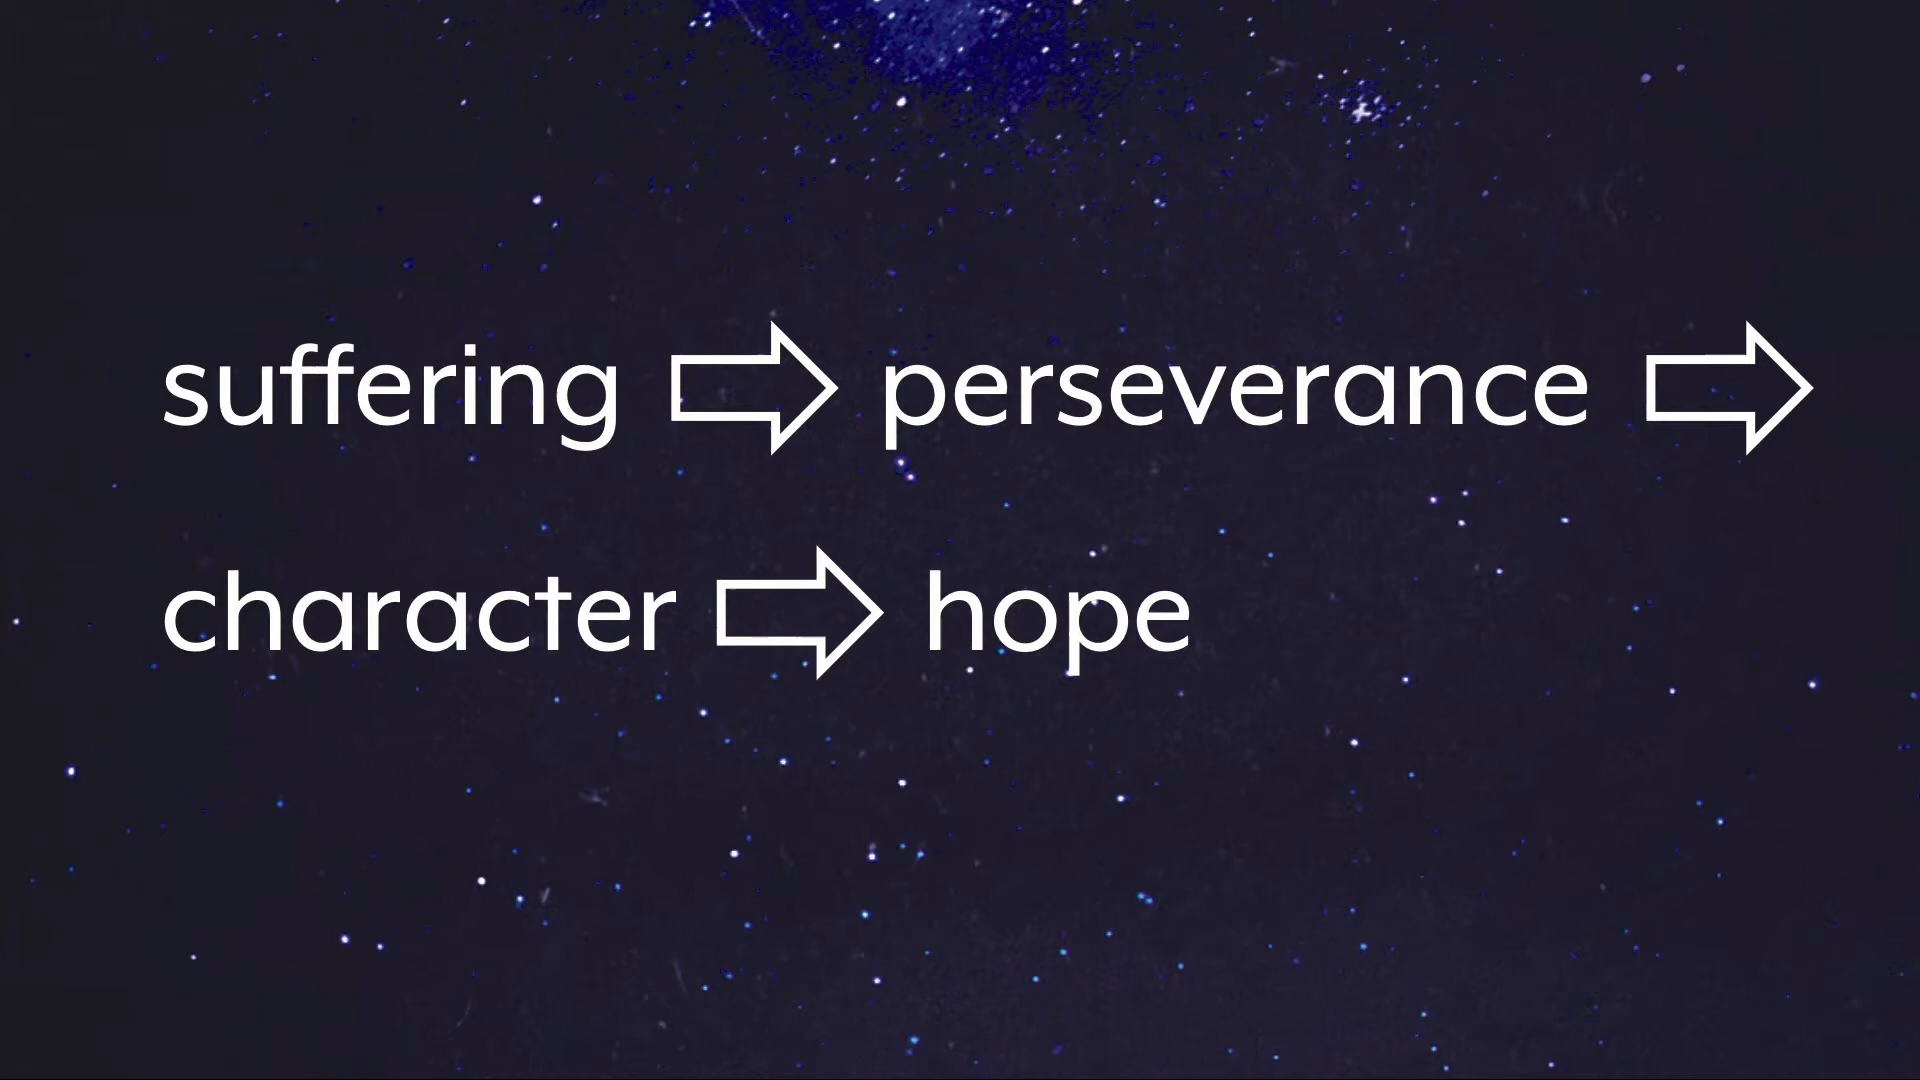 suffering ⇨ perseverance ⇨
character ⇨ hope